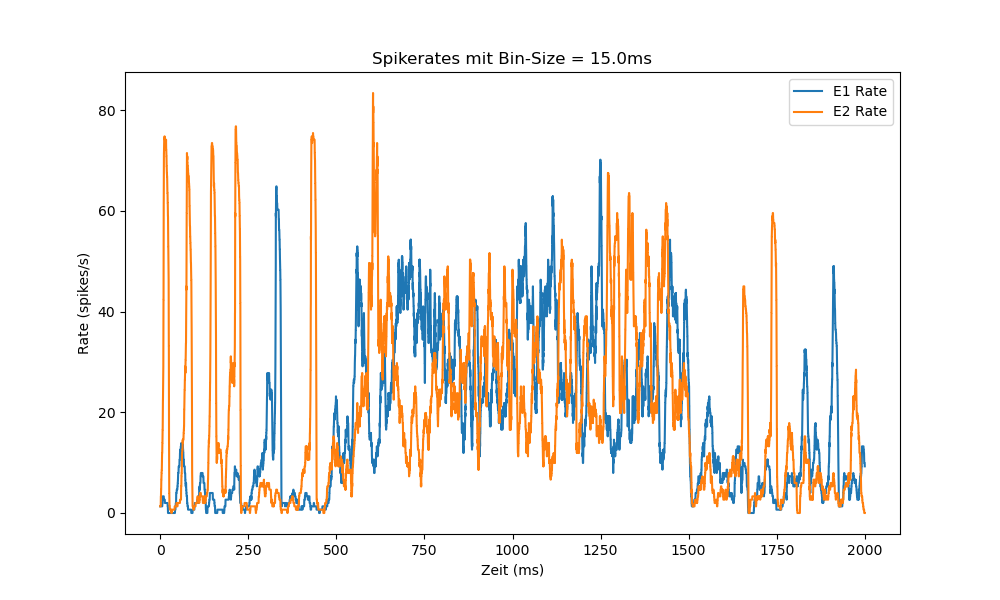 Spikerates mit Bin-Size = 15.0ms
E1 Rate
E2 Rate
Rate (spikes/s)
80
60
40
20
0
0 250 500 750 1000 1250 1500 1750 2000
Zeit (ms)